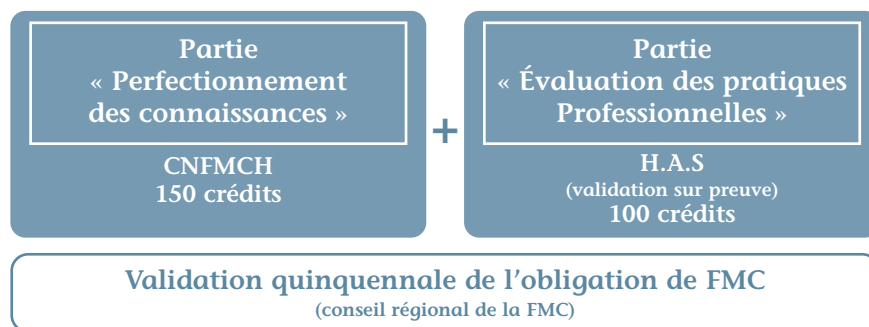 Partie
« Perfectionnement
des connaissances »
CNFMCH
150 crédits
+
Partie
« Évaluation des pratiques
Professionnelles »
H.A.S
(validation sur preuve)
100 crédits
Validation quinquennale de l’obligation de FMC
(conseil régional de la FMC)